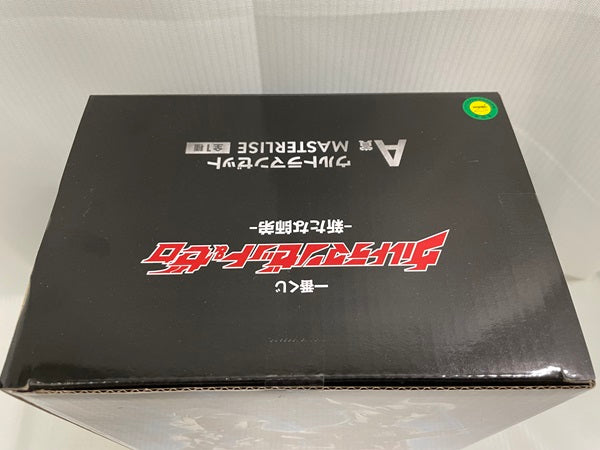 一番くじ
ウルトラマンゼット&ゼロ
-新たな師弟-
A賞 ウルトラマンゼット
MASTERLISE 全1種